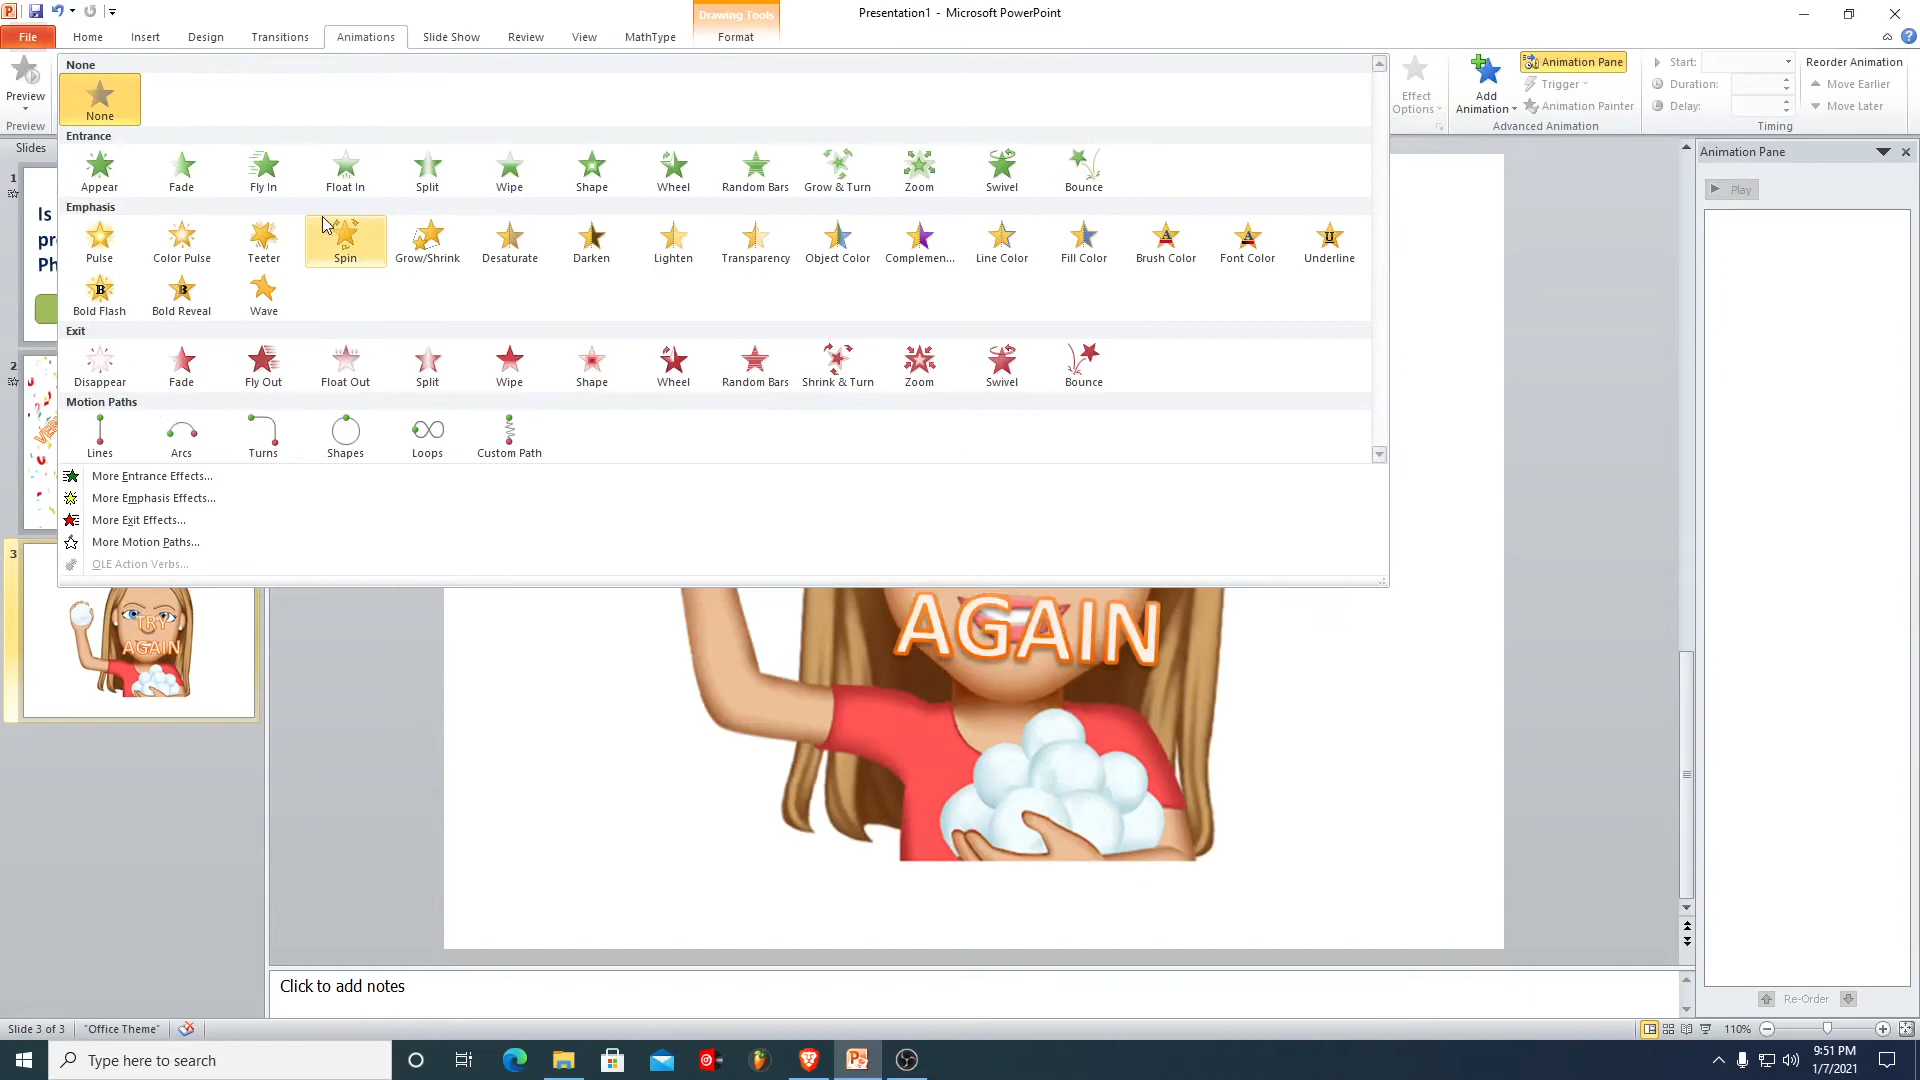 Presentation1 - Microsoft PowerPoint
Drawing Tools
File Home Insert Design Transitions Animations Slide Show Review View MathType Format
Preview
Preview
None
None
Entrance
Appear Fade Fly In Float In Split Wipe Shape Wheel Random Bars Grow & Turn Zoom Swivel Bounce
Emphasis
Pulse Color Pulse Teeter Spin Grow/Shrink Desaturate Darken Lighten Transparency Object Color Complemen... Line Color Fill Color Brush Color Font Color Underline
Bold Flash Bold Reveal Wave
Exit
Disappear Fade Fly Out Float Out Split Wipe Shape Wheel Random Bars Shrink & Turn Zoom Swivel Bounce
Motion Paths
Lines Arcs Turns Shapes Loops Custom Path
More Entrance Effects...
More Emphasis Effects...
More Exit Effects...
More Motion Paths...
OLE Action Verbs...
Effect Options
Add Animation
Animation Pane
Trigger
Animation Painter
Advanced Animation
Start:
Duration:
Delay:
Reorder Animation
Move Earlier
Move Later
Timing
Slides
1
Is
pr
Ph
2
3
TRY
AGAIN
AGAIN
Animation Pane
Play
Re-Order
Click to add notes
Slide 3 of 3 "Office Theme" 110%
Type here to search
9:51 PM
1/7/2021